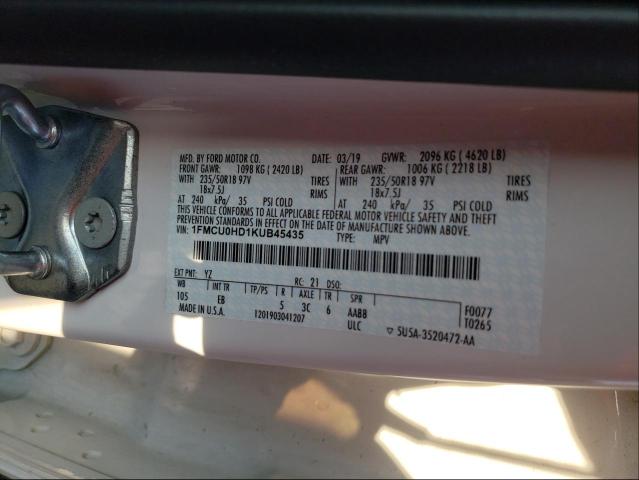 MFD. BY FORD MOTOR CO. DATE: 03/19 GVWR: 2096 KG ( 4620 LB)
FRONT GAWR: 1098 KG ( 2420 LB) REAR GAWR: 1006 KG ( 2218 LB)
WITH 235/50R18 97V TIRES WITH 235/50R18 97V TIRES
18x7.5J RIMS 18x7.5J RIMS
AT 240 kPa/ 35 PSI COLD AT 240 kPa/ 35 PSI COLD
THIS VEHICLE CONFORMS TO ALL APPLICABLE FEDERAL MOTOR VEHICLE SAFETY AND THEFT
PREVENTION STANDARDS IN EFFECT ON THE DATE OF MANUFACTURE SHOWN ABOVE.
VIN: 1FMCU0HD1KUB45435 TYPE: MPV
EXT PNT: YZ RC: 21 DSO:
WB INT TR TP/PS R AXLE TR SPR
105 EB 5 3C 6 AABB F0077
MADE IN U.S.A. 1201903041207 ULC ▽ 5U5A-3520472-AA T0265